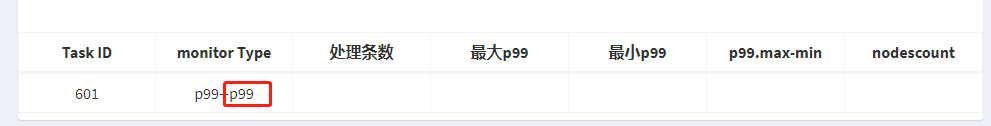 Task ID monitor Type 处理条数 最大p99 最小p99 p99.max-min nodescount
601 p99--p99